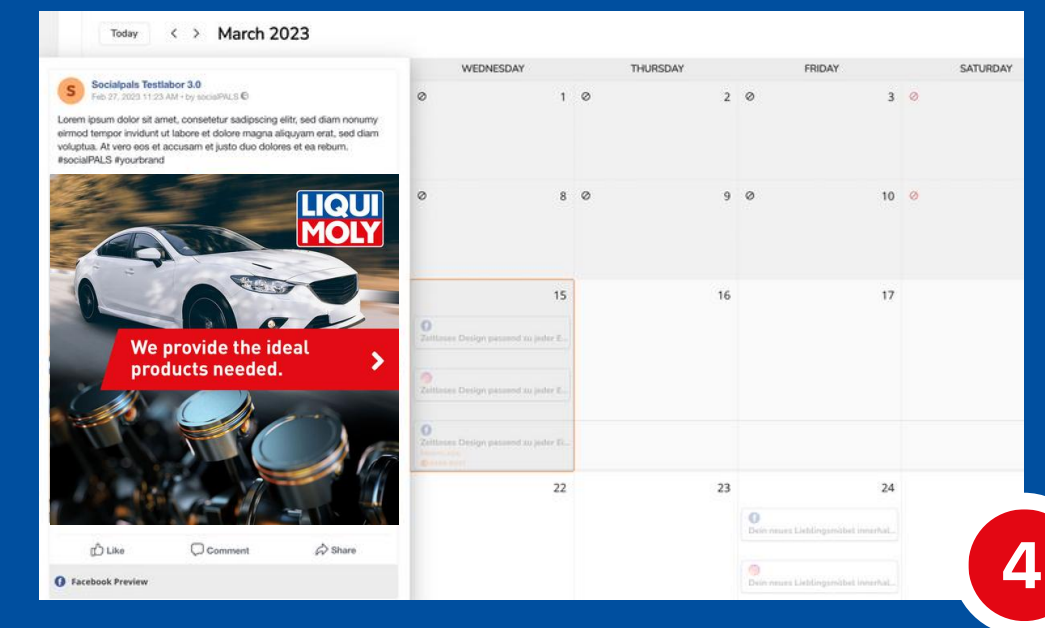 Today < > March 2023
WEDNESDAY THURSDAY FRIDAY SATURDAY
S Socialpals Testlabor 3.0
Feb 27, 2023 11:23 AM • by socialPALS
Lorem ipsum dolor sit amet, consetetur sadipscing elitr, sed diam nonumy
eirmod tempor invidunt ut labore et dolore magna aliquyam erat, sed diam
voluptua. At vero eos et accusam et justo duo dolores et ea rebum.
#socialPALS #yourbrand
LIQUI
MOLY
We provide the ideal
products needed.
Like Comment Share
Facebook Preview
1 2 3
8 9 10
15 16 17
Zeitloses Design passend zu jeder E...
Zeitloses Design passend zu jeder E...
Zeitloses Design passend zu jeder Ei...
22 23 24
Dein neues Lieblingsmöbel innerhal...
Dein neues Lieblingsmöbel innerhal...
4